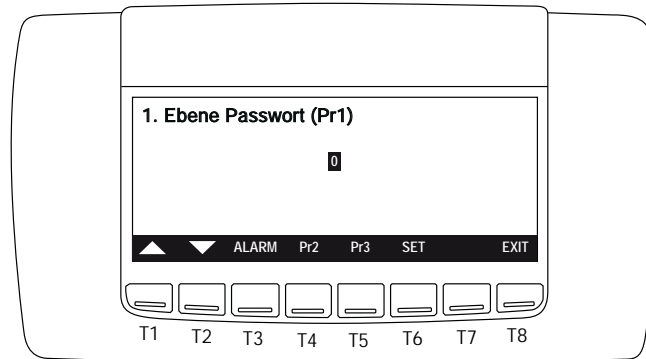 1. Ebene Passwort (Pr1)
0
ALARM Pr2 Pr3 SET EXIT
T1 T2 T3 T4 T5 T6 T7 T8